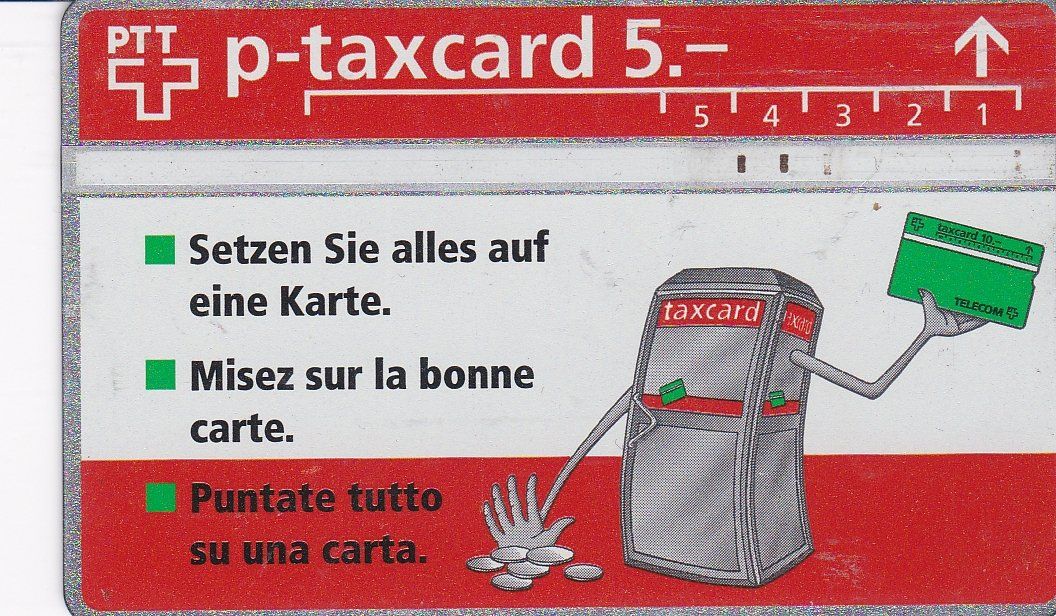 PTT
p-taxcard 5.–
5 4 3 2 1
Setzen Sie alles auf
eine Karte.
Misez sur la bonne
carte.
Puntate tutto
su una carta.
taxcard
taxcard
taxcard 10.–
TELECOM